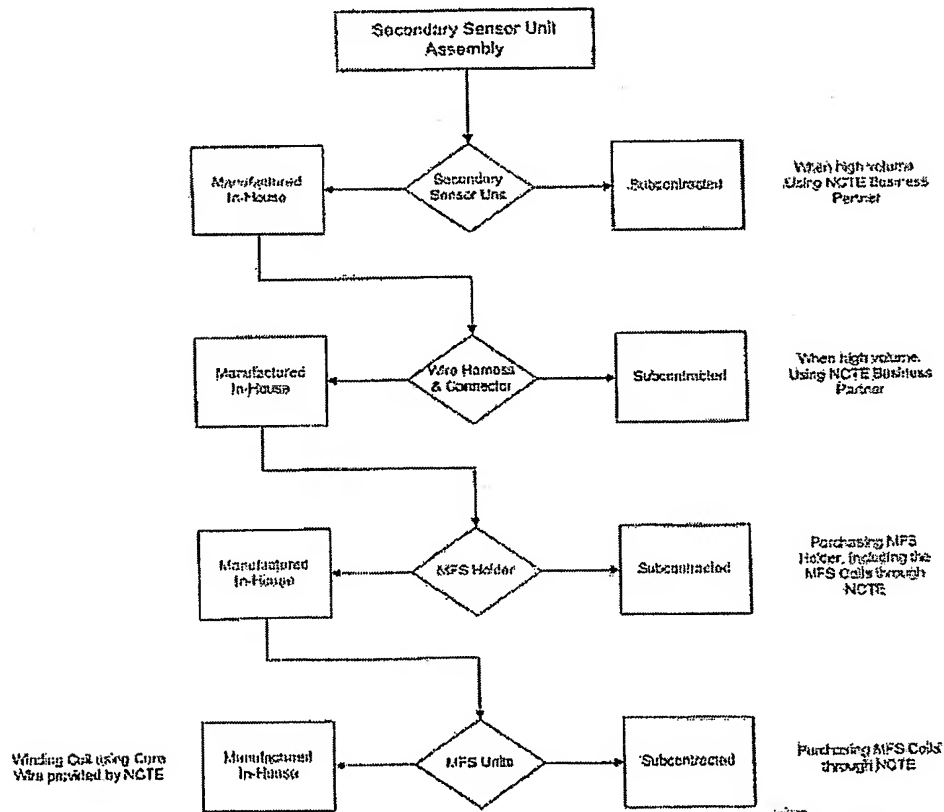 Secondary Sensor Unit
Assembly
Manufactured
In-House
Secondary
Sensor Unit
Subcontracted
When high volume
Using NCTE Business
Partner
Manufactured
In-House
Wire Harness
& Connector
Subcontracted
When high volume.
Using NCTE Business
Partner
Manufactured
In-House
MFS Holder
Subcontracted
Purchasing MFS
Holder, including the
MFS Coils through
NCTE
Winding Coil using Core
Wire provided by NCTE
Manufactured
In-House
MFS Units
Subcontracted
Purchasing MFS Coils
through NCTE